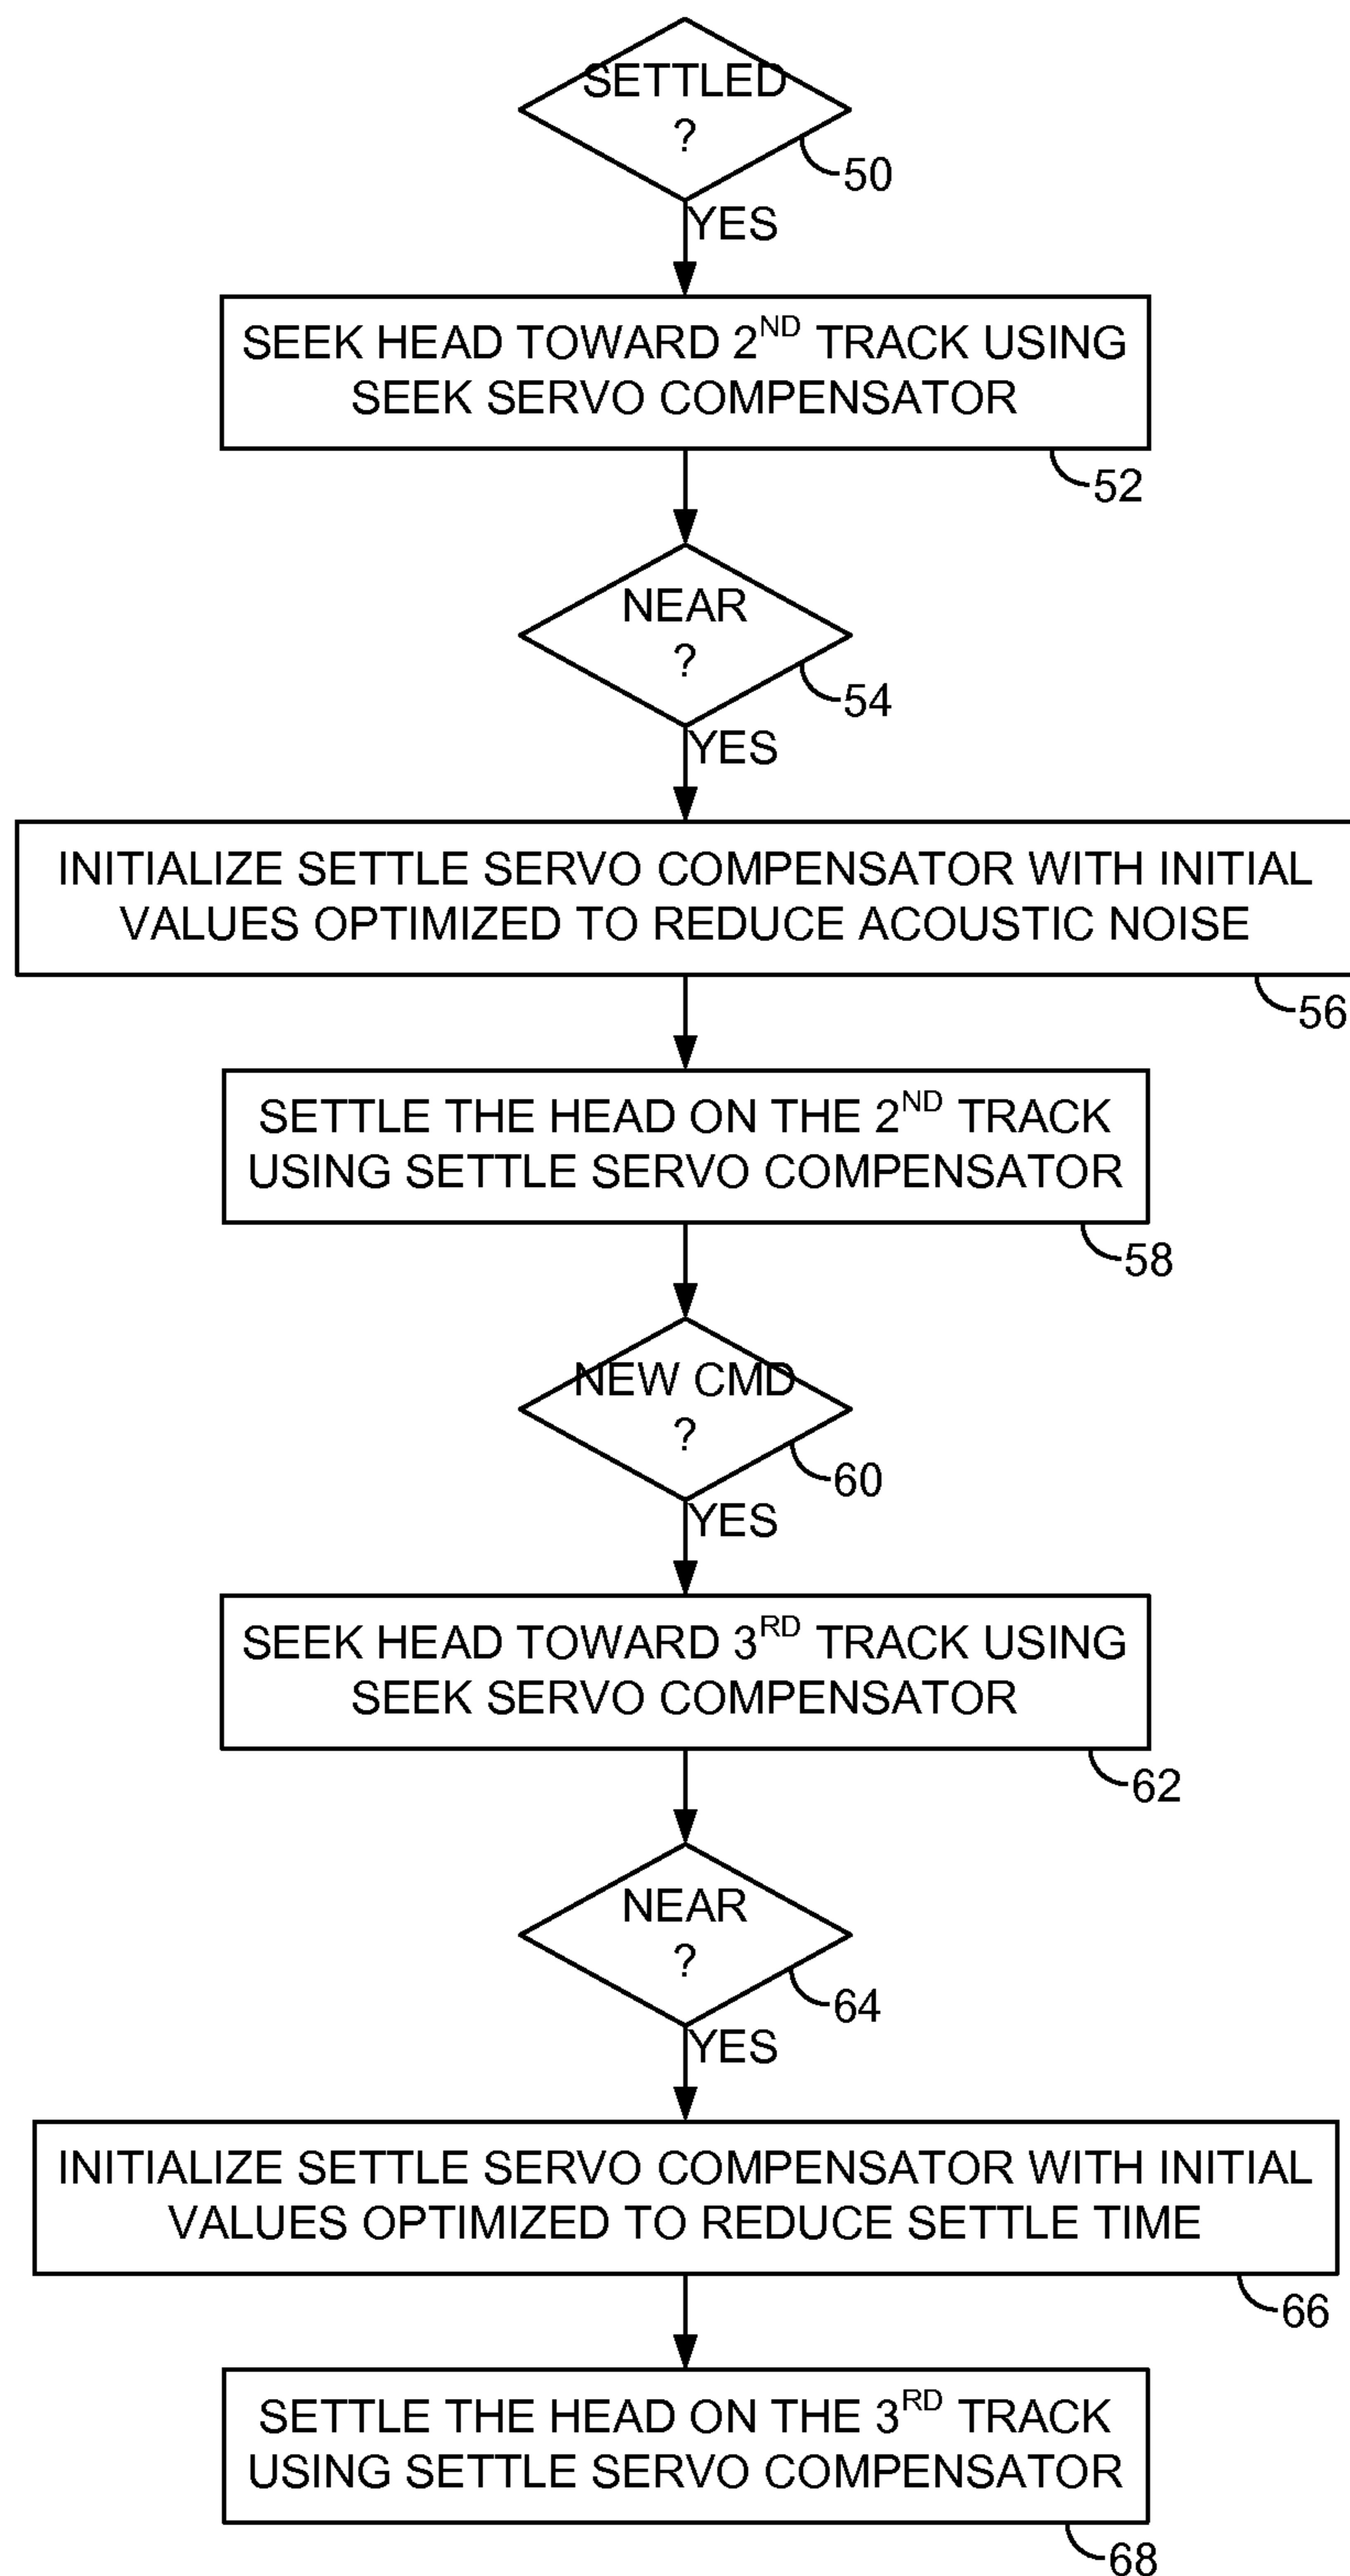 SETTLED
?
50
YES
SEEK HEAD TOWARD 2ND TRACK USING
SEEK SERVO COMPENSATOR
52
NEAR
?
54
YES
INITIALIZE SETTLE SERVO COMPENSATOR WITH INITIAL
VALUES OPTIMIZED TO REDUCE ACOUSTIC NOISE
56
SETTLE THE HEAD ON THE 2ND TRACK
USING SETTLE SERVO COMPENSATOR
58
NEW CMD
?
60
YES
SEEK HEAD TOWARD 3RD TRACK USING
SEEK SERVO COMPENSATOR
62
NEAR
?
64
YES
INITIALIZE SETTLE SERVO COMPENSATOR WITH INITIAL
VALUES OPTIMIZED TO REDUCE SETTLE TIME
66
SETTLE THE HEAD ON THE 3RD TRACK
USING SETTLE SERVO COMPENSATOR
68